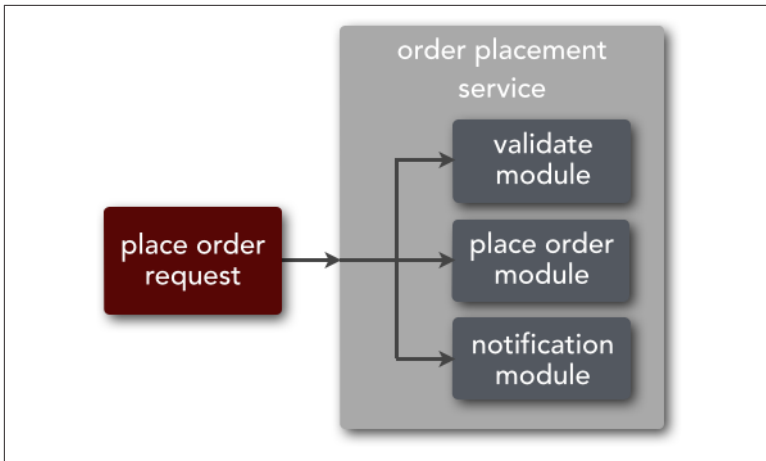 order placement
service
validate
module
place order
request
place order
module
notification
module